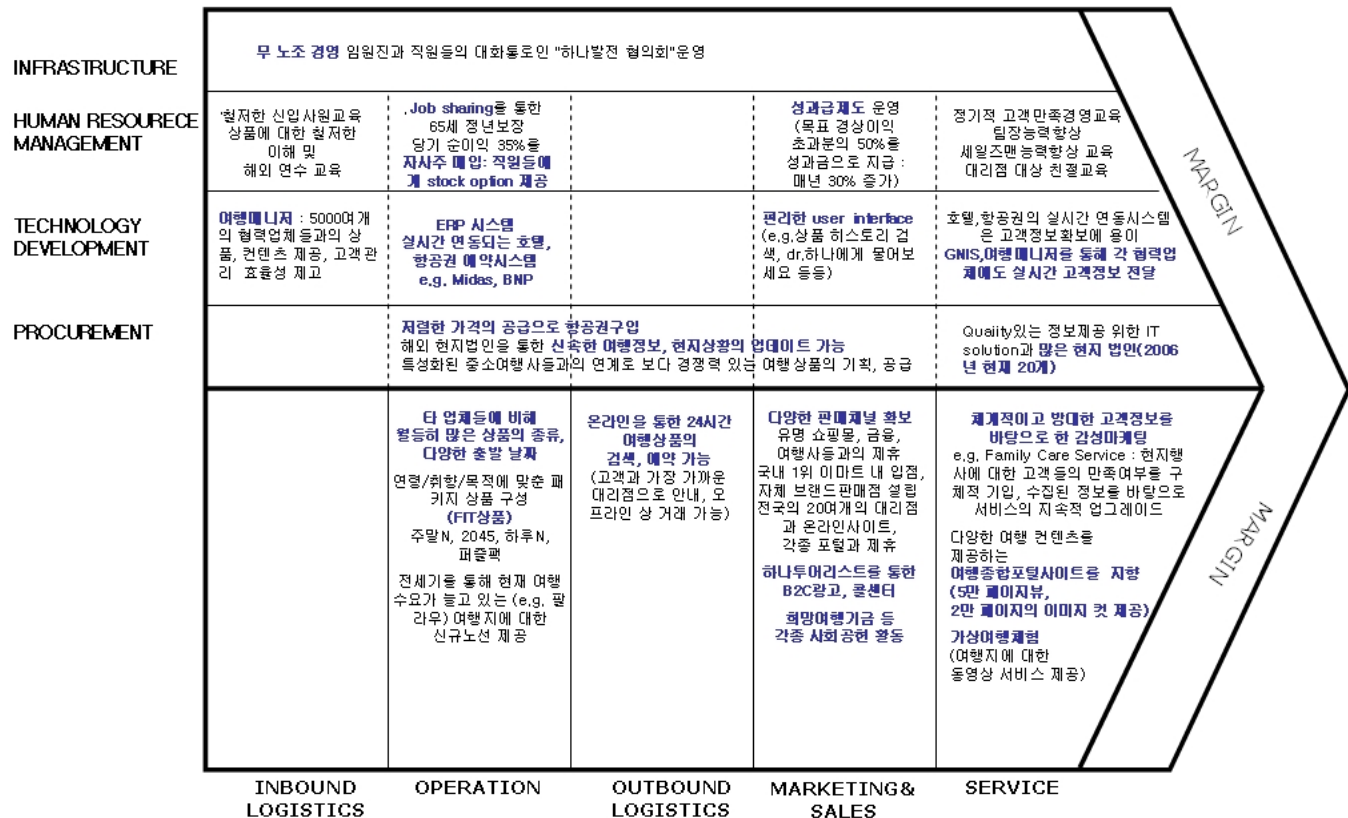 INFRASTRUCTURE
무 노조 경영 임원진과 직원들의 대화통로인 "하나발전 협의회"운영
HUMAN RESOURECE
MANAGEMENT
'철저한 신입사원교육
상품에 대한 철저한
이해 및
해외 연수 교육
.Job sharing를 통한
65세 정년보장
당기 순이익 35%를
자사주 매입: 직원들에
게 stock option 제공
성과급제도 운영
(목표 경상이익
초과분의 50%를
성과금으로 지급 :
매년 30% 증가)
정기적 고객만족경영교육
팀장능력향상
세일즈맨능력향상 교육
대리점 대상 친절교육
MARGIN
TECHNOLOGY
DEVELOPMENT
여행매니저 : 5000여개
의 협력업체들과의 상
품, 컨텐츠 제공, 고객관
리 효율성 제고
ERP 시스템
실시간 연동되는 호텔,
항공권 예약시스템
e.g. Midas, BNP
편리한 user interface
(e.g.상품 히스토리 검
색, dr.하나에게 물어보
세요 등등)
호텔,항공권의 실시간 연동시스템
은 고객정보확보에 용이
GNIS,여행매니저를 통해 각 협력업
체에도 실시간 고객정보 전달
PROCUREMENT
저렴한 가격의 공급으로 항공권구입
해외 현지법인을 통한 신속한 여행정보, 현지상황의 업데이트 가능
특성화된 중소여행사들과의 연계로 보다 경쟁력 있는 여행상품의 기획, 공급
Quality있는 정보제공 위한 IT
solution과 많은 현지 법인(2006
년 현재 20개)
타 업체들에 비해
월등히 많은 상품의 종류,
다양한 출발 날짜
연령/취향/목적에 맞춘 패
키지 상품 구성
(FIT상품)
주말N, 2045, 하루N,
퍼즐팩
전세기를 통해 현재 여행
수요가 늘고 있는 (e.g. 팔
라우) 여행지에 대한
신규노선 제공
온라인을 통한 24시간
여행상품의
검색, 예약 가능
(고객과 가장 가까운
대리점으로 안내, 오
프라인 상 거래 가능)
다양한 판매채널 확보
유명 쇼핑몰, 금융,
여행사들과의 제휴
국내 1위 이마트 내 입점,
자체 브랜드판매점 설립
전국의 20여개의 대리점
과 온라인사이트,
각종 포털과 제휴
하나투어리스트를 통한
B2C광고, 콜센터
희망여행기금 등
각종 사회공헌 활동
체계적이고 방대한 고객정보를
바탕으로 한 감성마케팅
e.g. Family Care Service : 현지행
사에 대한 고객들의 만족여부를 구
체적 기입, 수집된 정보를 바탕으로
서비스의 지속적 업그레이드
다양한 여행 컨텐츠를
제공하는
여행종합포털사이트를 지향
(5만 페이지뷰,
2만 페이지의 이미지 컷 제공)
가상여행체험
(여행지에 대한
동영상 서비스 제공)
MARGIN
INBOUND
LOGISTICS
OPERATION
OUTBOUND
LOGISTICS
MARKETING &
SALES
SERVICE